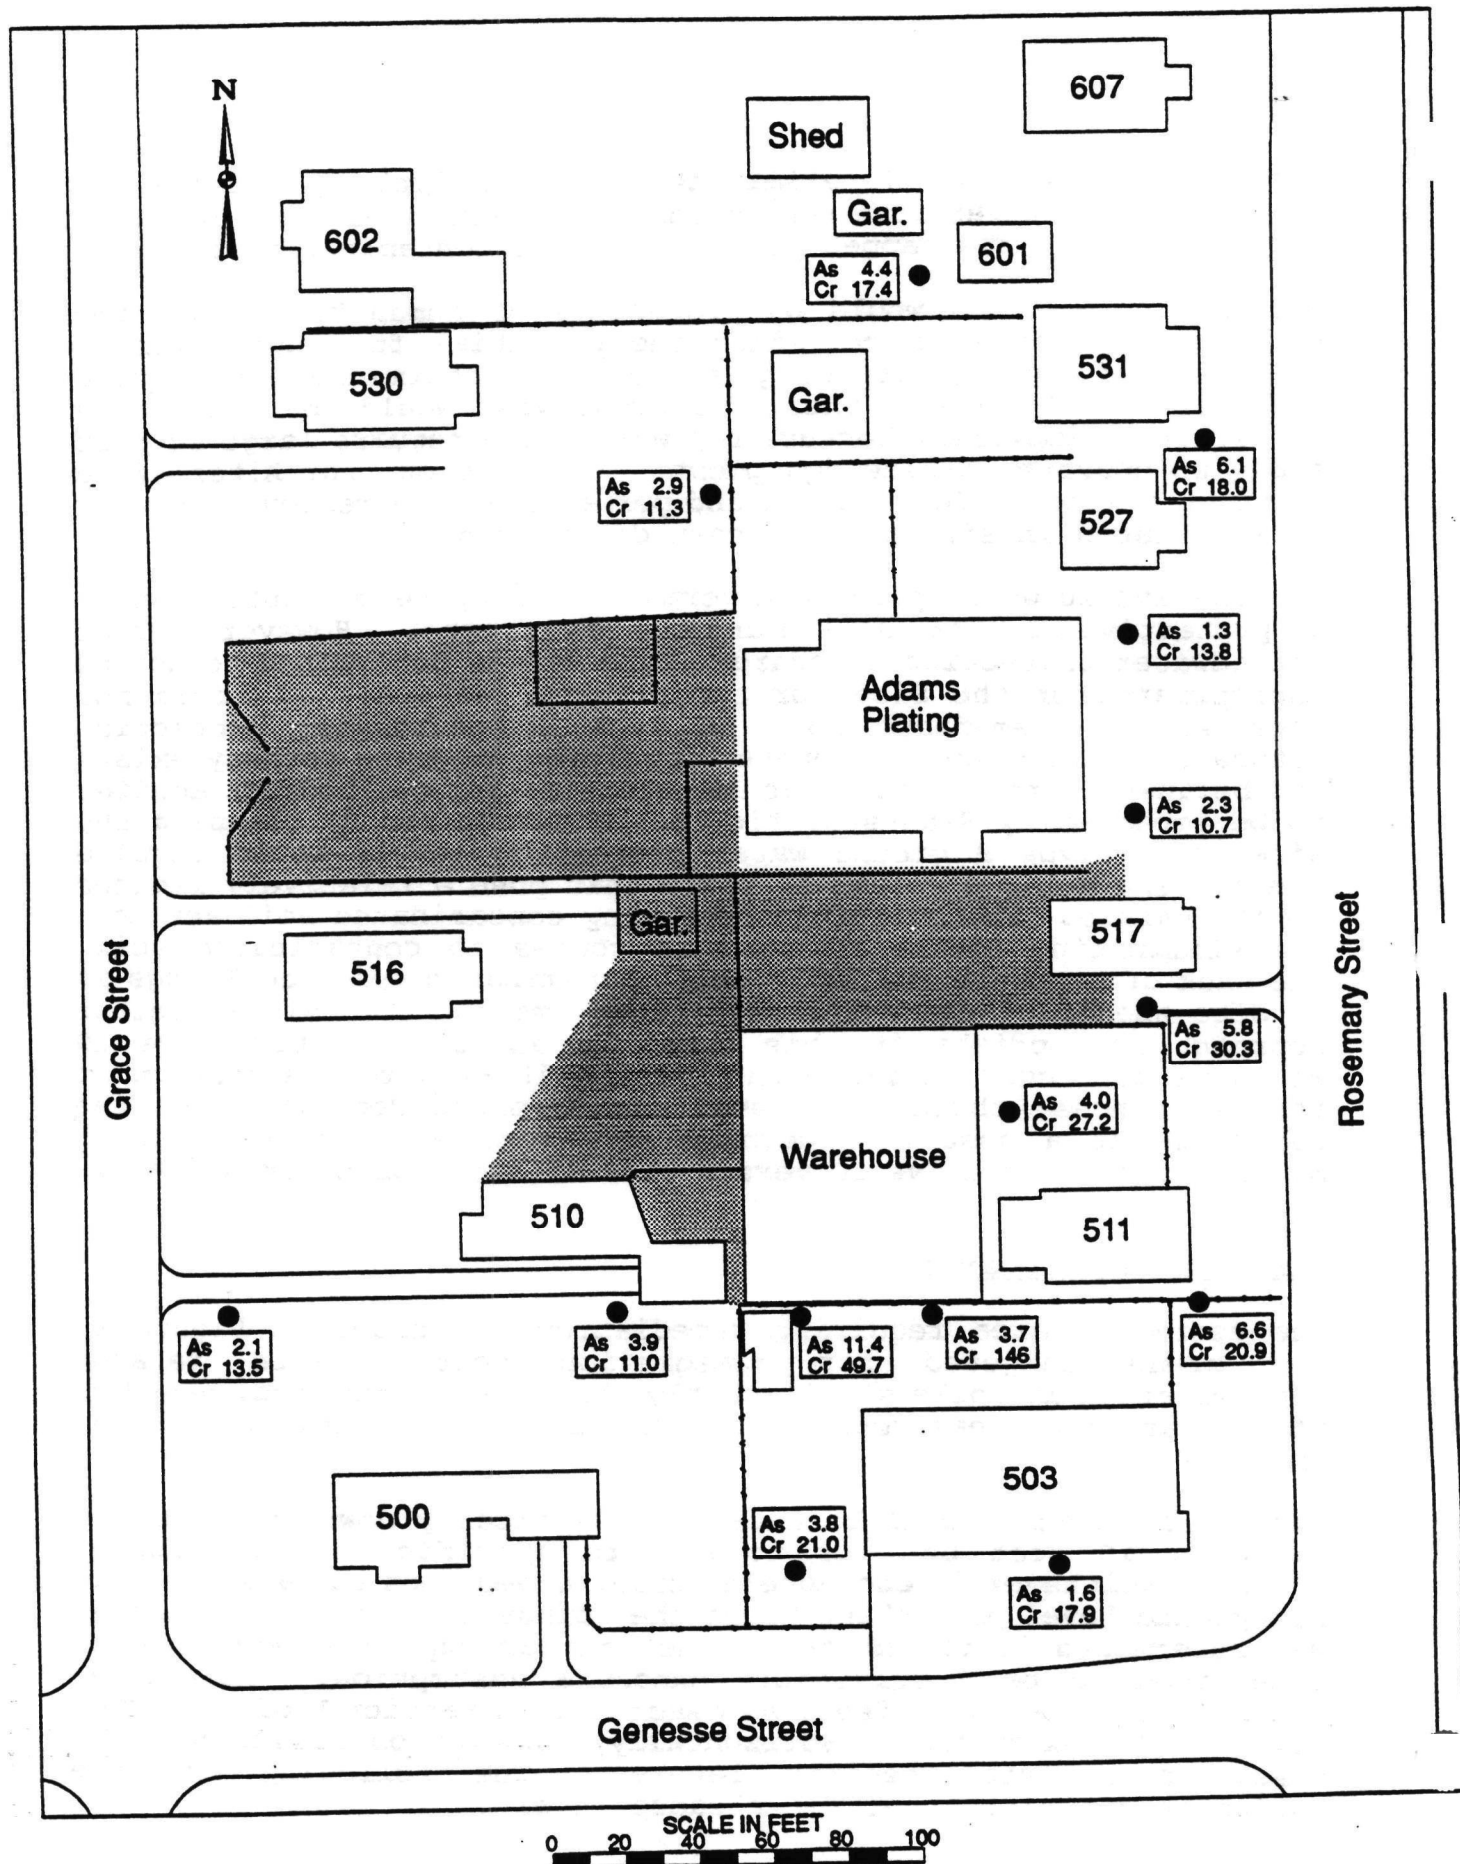 607
N
Shed
Gar.
602
601
As 4.4
Cr 17.4
531
530
Gar.
As 6.1
Cr 18.0
As 2.9
Cr 11.3
527
As 1.3
Cr 13.8
Adams
Plating
As 2.3
Cr 10.7
Gar.
517
516
Grace Street
Rosemary Street
As 5.8
Cr 30.3
As 4.0
Cr 27.2
Warehouse
510
511
As 2.1
Cr 13.5
As 3.9
Cr 11.0
As 11.4
Cr 49.7
As 3.7
Cr 146
As 6.6
Cr 20.9
503
500
As 3.8
Cr 21.0
As 1.6
Cr 17.9
Genesse Street
SCALE IN FEET
0 20 40 60 80 100